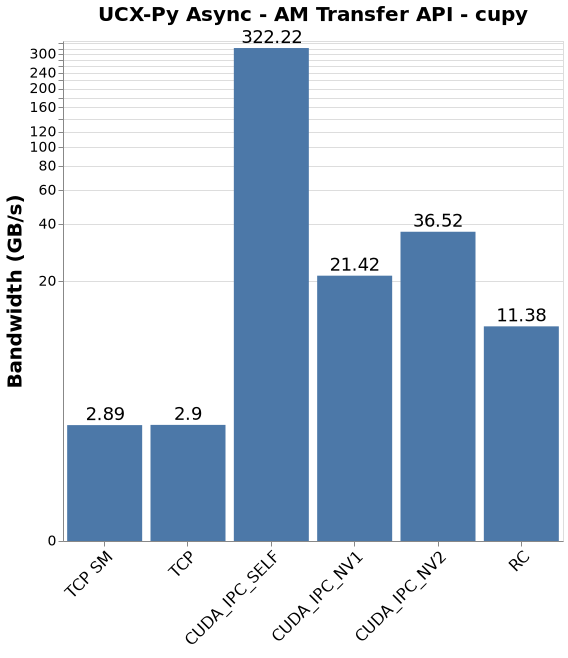 UCX-Py Async - AM Transfer API - cupy
Bandwidth (GB/s)
300
240
200
160
120
100
80
60
40
20
0
2.89
2.9
322.22
21.42
36.52
11.38
TCP SM
TCP
CUDA_IPC_SELF
CUDA_IPC_NV1
CUDA_IPC_NV2
RC